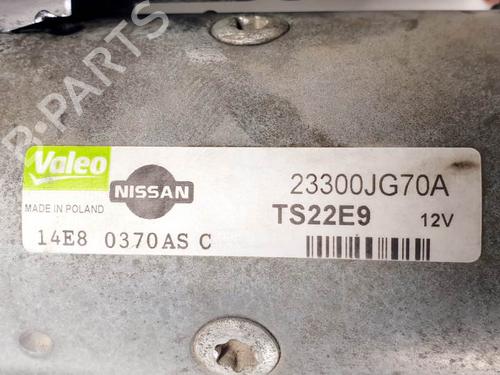 Valeo
NISSAN
23300JG70A
MADE IN POLAND
TS22E9
12V
14E8 0370AS C
B-PARTS